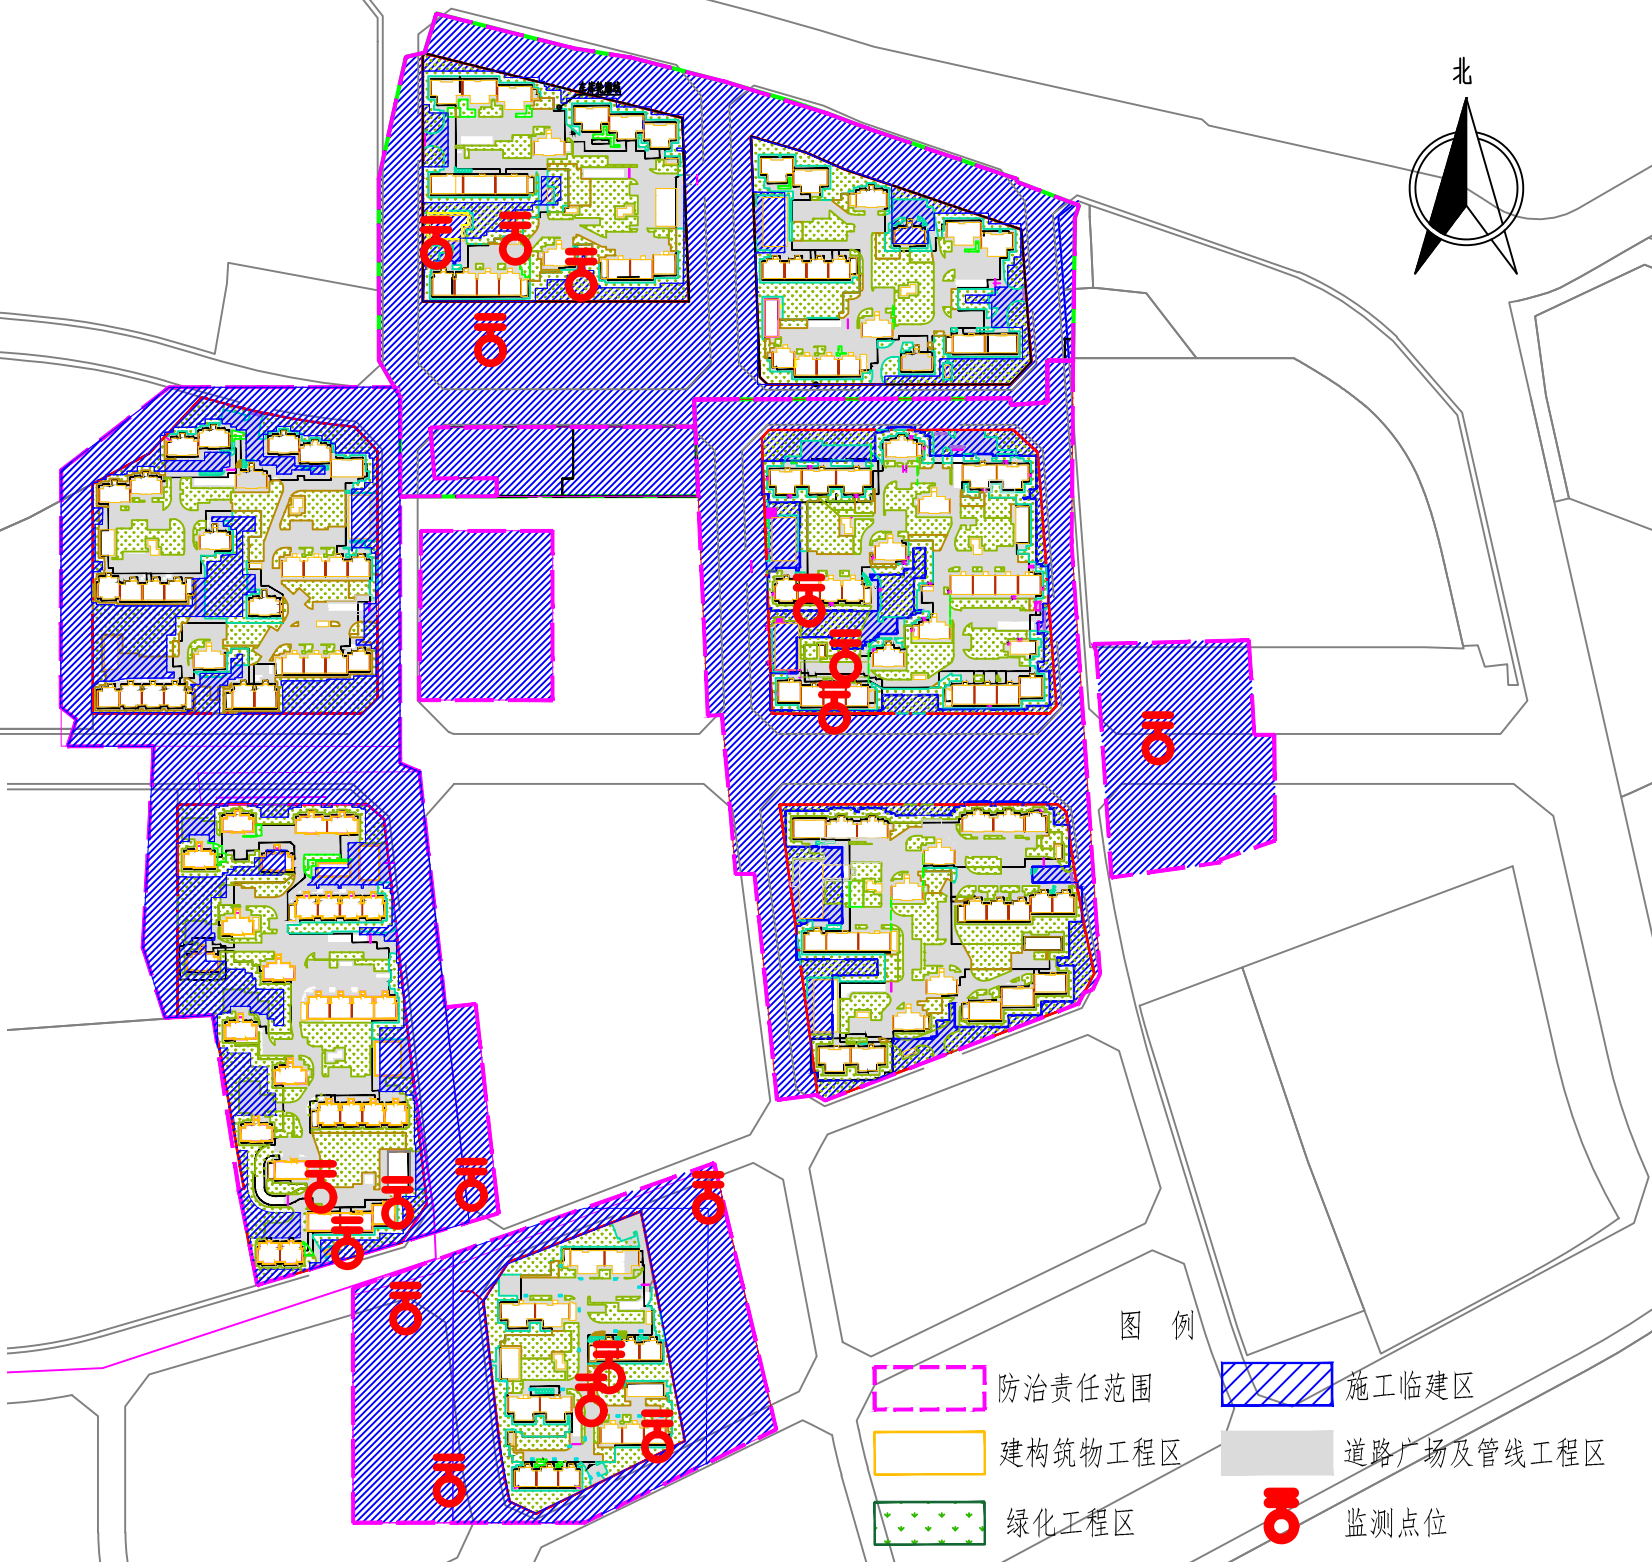 北
图 例
防治责任范围
施工临建区
建构筑物工程区
道路广场及管线工程区
绿化工程区
监测点位